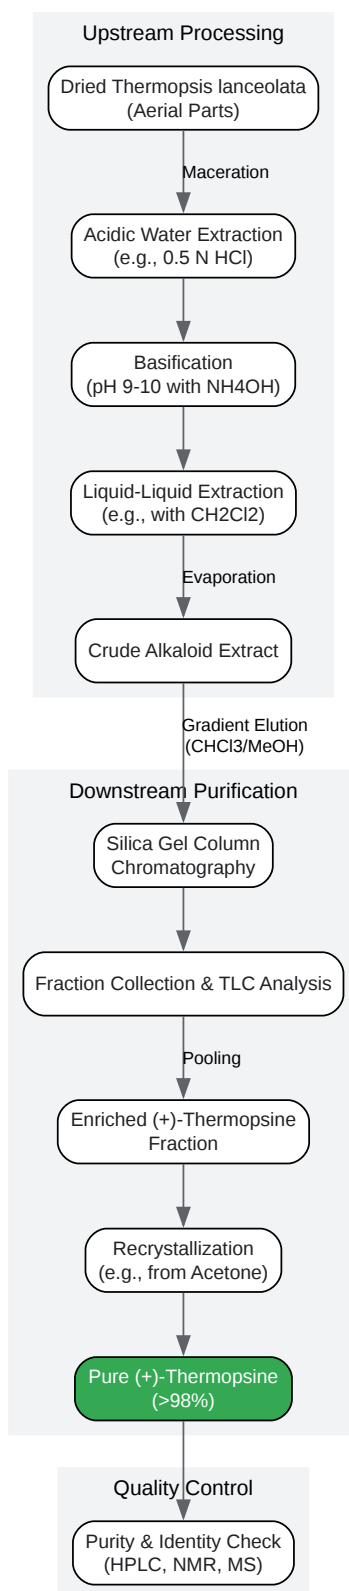 Upstream Processing
Dried Thermopsis lanceolata
(Aerial Parts)
Maceration
Acidic Water Extraction
(e.g., 0.5 N HCl)
Basification
(pH 9-10 with NH4OH)
Liquid-Liquid Extraction
(e.g., with CH2Cl2)
Evaporation
Crude Alkaloid Extract
Gradient Elution
(CHCl3/MeOH)
Downstream Purification
Silica Gel Column
Chromatography
Fraction Collection & TLC Analysis
Pooling
Enriched (+)-Thermopsine
Fraction
Recrystallization
(e.g., from Acetone)
Pure (+)-Thermopsine
(>98%)
Quality Control
Purity & Identity Check
(HPLC, NMR, MS)